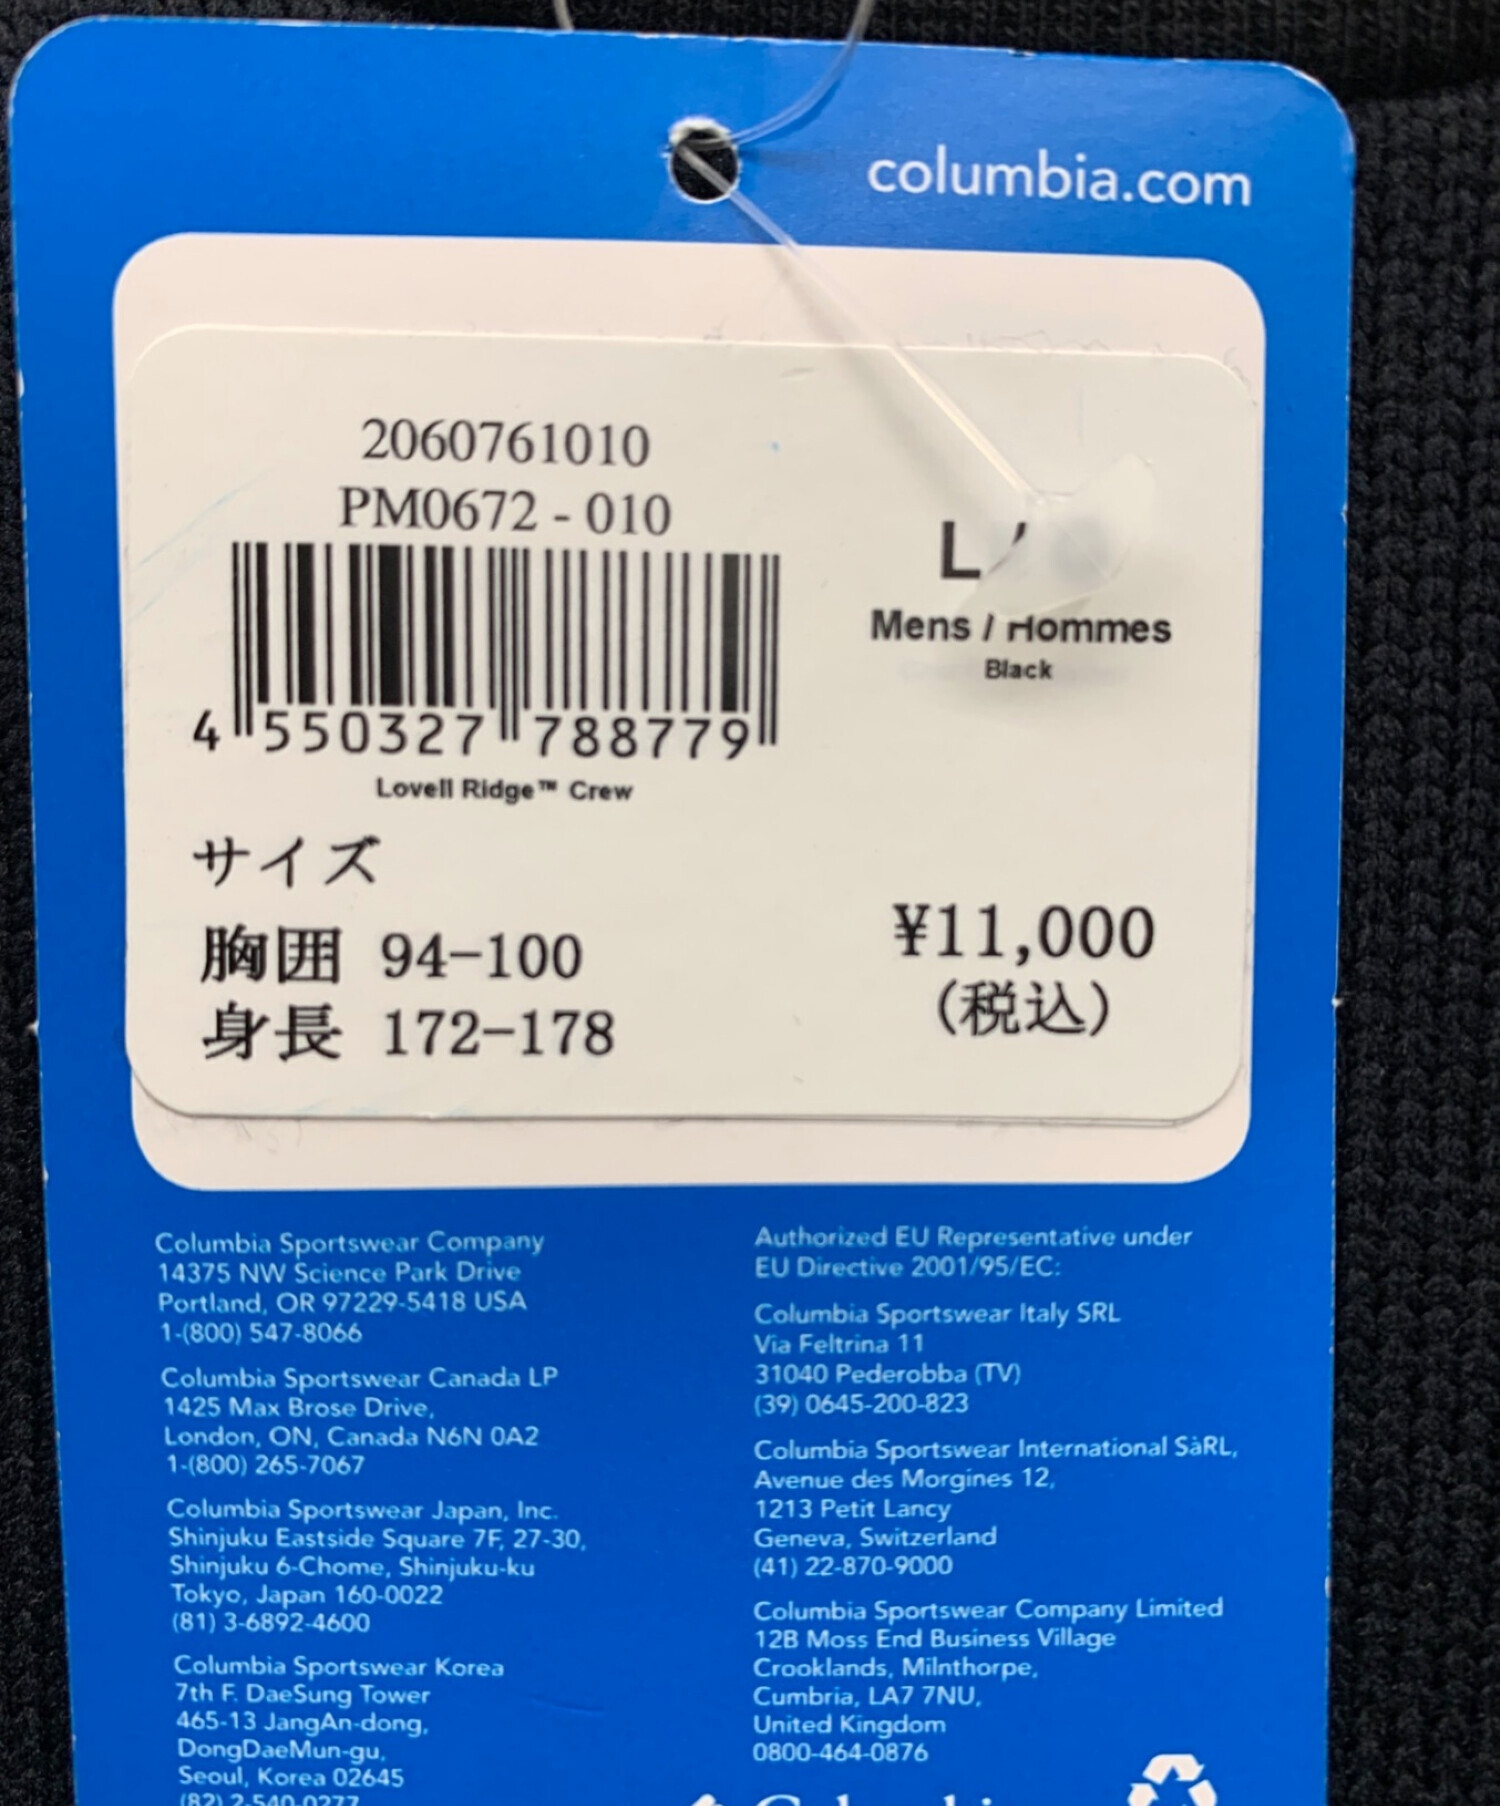 columbia.com
2060761010
PM0672 - 010
4 550327 788779
Lovell Ridge™ Crew
L /
Mens / Hommes
Black
サイズ
胸囲 94-100
身長 172-178
¥11,000
(税込)
Columbia Sportswear Company
14375 NW Science Park Drive
Portland, OR 97229-5418 USA
1-(800) 547-8066
Columbia Sportswear Canada LP
1425 Max Brose Drive,
London, ON, Canada N6N 0A2
1-(800) 265-7067
Columbia Sportswear Japan, Inc.
Shinjuku Eastside Square 7F, 27-30,
Shinjuku 6-Chome, Shinjuku-ku
Tokyo, Japan 160-0022
(81) 3-6892-4600
Columbia Sportswear Korea
7th F. DaeSung Tower
465-13 JangAn-dong,
DongDaeMun-gu,
Seoul, Korea 02645
(82) 2-540-0277
Authorized EU Representative under
EU Directive 2001/95/EC:
Columbia Sportswear Italy SRL
Via Feltrina 11
31040 Pederobba (TV)
(39) 0645-200-823
Columbia Sportswear International SàRL,
Avenue des Morgines 12,
1213 Petit Lancy
Geneva, Switzerland
(41) 22-870-9000
Columbia Sportswear Company Limited
12B Moss End Business Village
Crooklands, Milnthorpe,
Cumbria, LA7 7NU,
United Kingdom
0800-464-0876